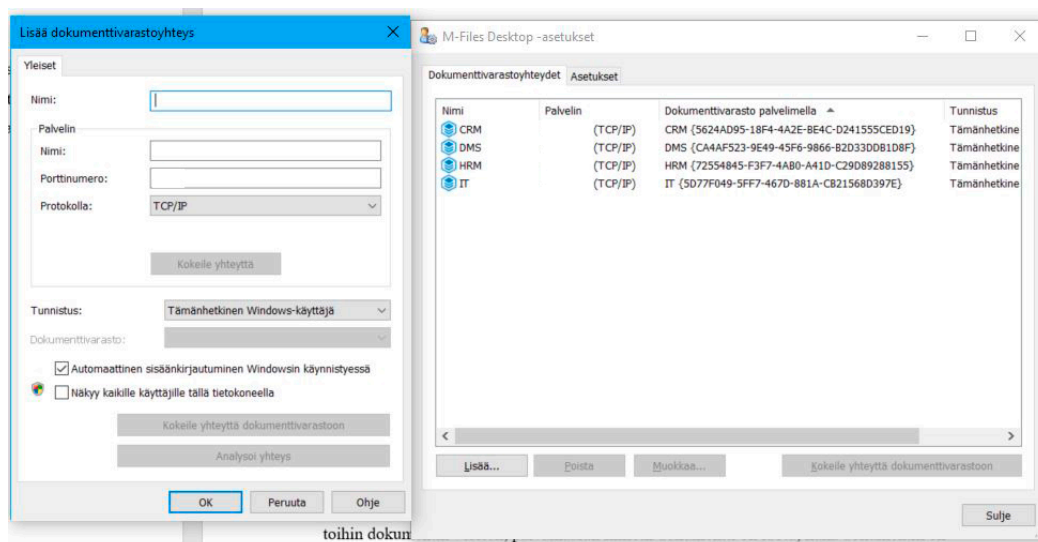 Lisää dokumenttivarastoyhteys
Yleiset
Nimi:
Palvelin
Nimi:
Porttinumero:
Protokolla: TCP/IP
Kokeile yhteyttä
Tunnistus: Tämänhetkinen Windows-käyttäjä
Dokumenttivarasto:
Automaattinen sisäänkirjautuminen Windowsin käynnistyessä
Näkyy kaikille käyttäjille tällä tietokoneella
Kokeile yhteyttä dokumenttivarastoon
Analysoi yhteys
OK Peruuta Ohje
M-Files Desktop -asetukset
Dokumenttivarastoyhteydet Asetukset
Nimi Palvelin Dokumenttivarasto palvelimella Tunnistus
CRM (TCP/IP) CRM {5624AD95-18F4-4A2E-BE4C-D241555CED19} Tämänhetkine
DMS (TCP/IP) DMS {CA4AF523-9E49-45F6-9866-B2D33DDB1D8F} Tämänhetkine
HRM (TCP/IP) HRM {72554845-F3F7-4AB0-A41D-C29D89288155} Tämänhetkine
IT (TCP/IP) IT {5D77F049-5FF7-467D-881A-CB21568D397E} Tämänhetkine
Lisää... Poista Muokkaa... Kokeile yhteyttä dokumenttivarastoon
Sulje
toihin dokum